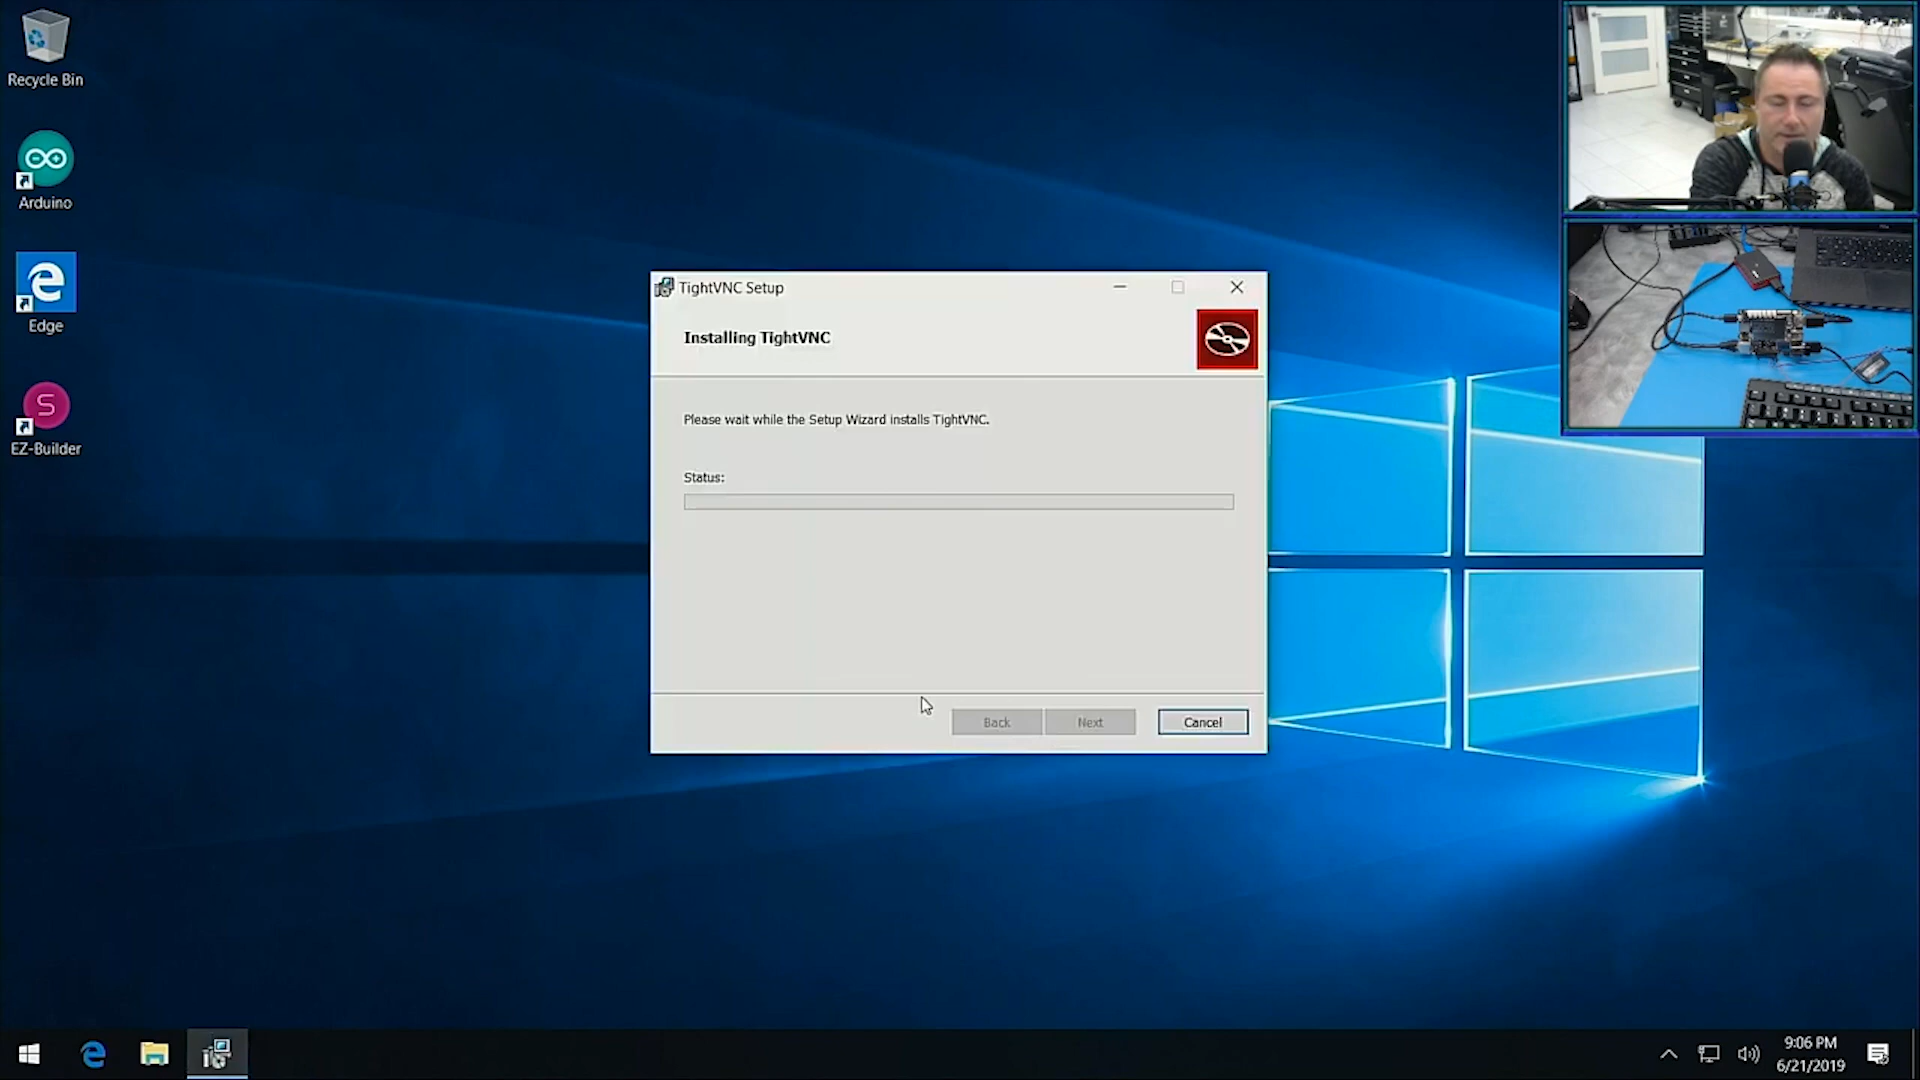 Recycle Bin
Arduino
Edge
S
EZ-Builder
TightVNC Setup
Installing TightVNC
Please wait while the Setup Wizard installs TightVNC.
Status:
Back
Next
Cancel
9:06 PM
6/21/2019